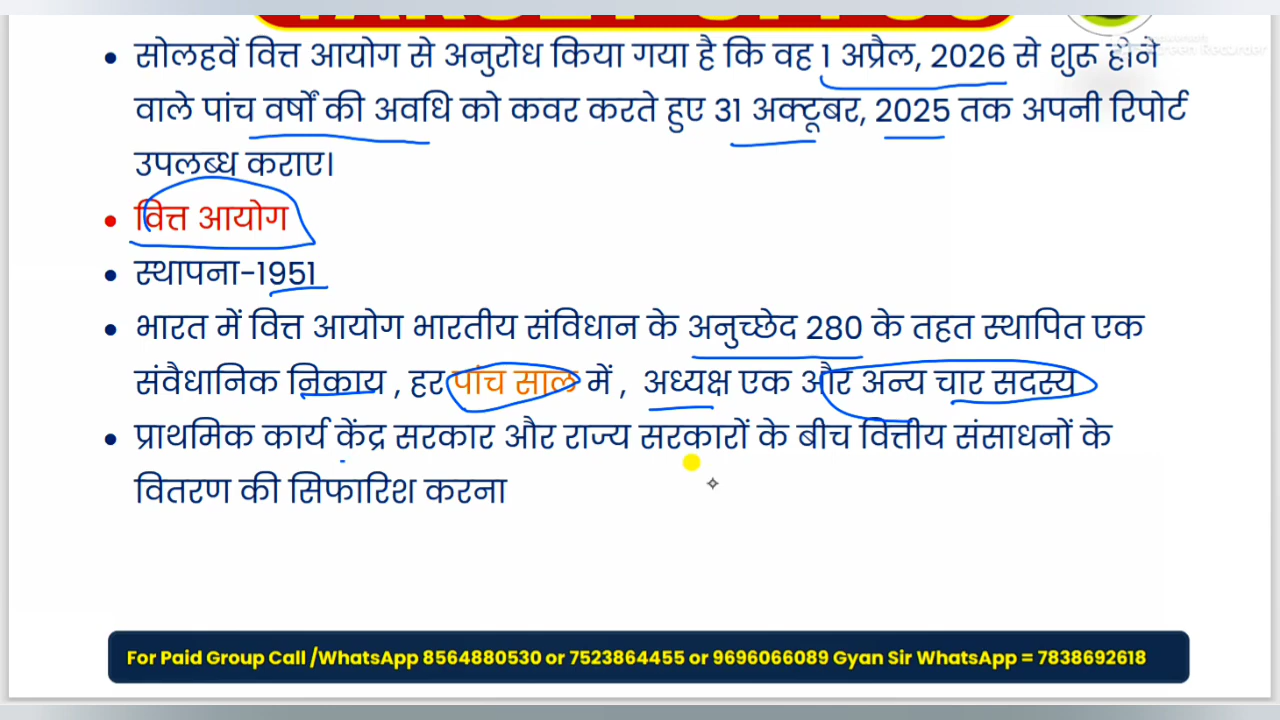 सोलहवें वित्त आयोग से अनुरोध किया गया है कि वह 1 अप्रैल, 2026 से शुरू होने
वाले पांच वर्षों की अवधि को कवर करते हुए 31 अक्टूबर, 2025 तक अपनी रिपोर्ट
उपलब्ध कराए।
वित्त आयोग
स्थापना-1951
भारत में वित्त आयोग भारतीय संविधान के अनुच्छेद 280 के तहत स्थापित एक
संवैधानिक निकाय , हर पांच साल में , अध्यक्ष एक और अन्य चार सदस्य
प्राथमिक कार्य केंद्र सरकार और राज्य सरकारों के बीच वित्तीय संसाधनों के
वितरण की सिफारिश करना
For Paid Group Call /WhatsApp 8564880530 or 7523864455 or 9696066089 Gyan Sir WhatsApp = 7838692618